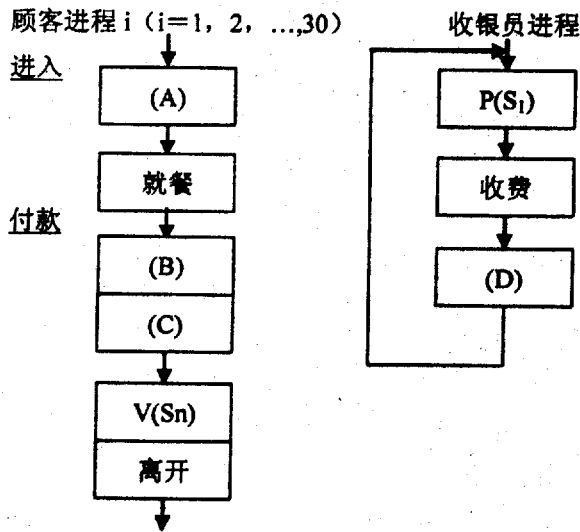 顾客进程 i（i＝1，2，…,30）
收银员进程
进入
(A)
就餐
付款
(B)
(C)
V(Sn)
离开
P(S₁)
收费
(D)